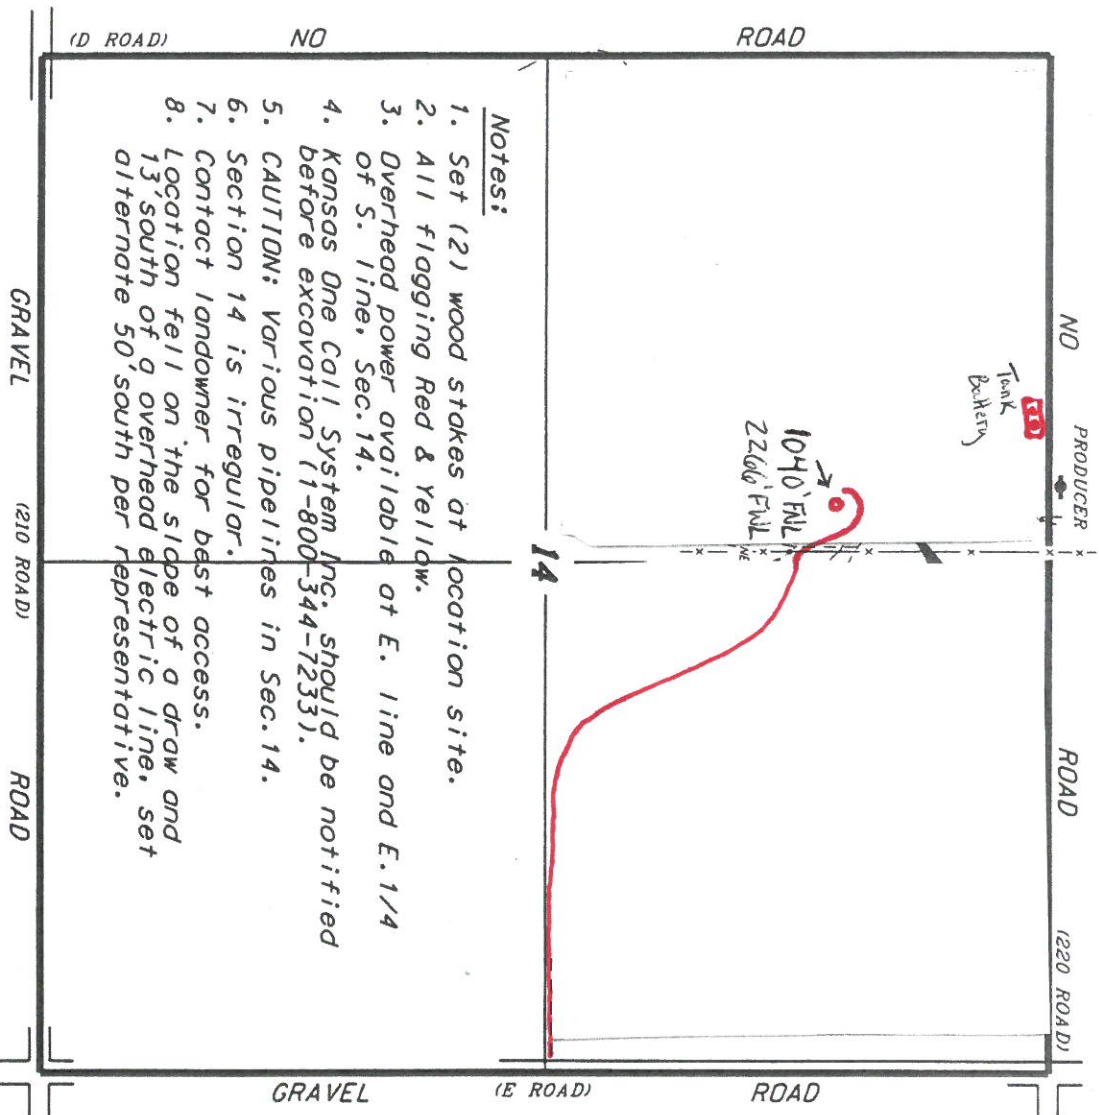 (D ROAD)
NO
ROAD
NO
PRODUCER
ROAD
(220 ROAD)
Tank
Battery
1040' FNL
2266' FWL
NE
14
Notes:
1. Set (2) wood stakes at location site.
2. All flagging Red & Yellow.
3. Overhead power available at E. line and E.1/4
of S. line, Sec.14.
4. Kansas One Call System Inc. should be notified
before excavation (1-800-344-7233).
5. CAUTION: Various pipelines in Sec.14.
6. Section 14 is irregular.
7. Contact landowner for best access.
8. Location fell on the slope of a draw and
13' south of a overhead electric line, set
alternate 50' south per representative.
GRAVEL
(210 ROAD)
ROAD
GRAVEL
(E ROAD)
ROAD